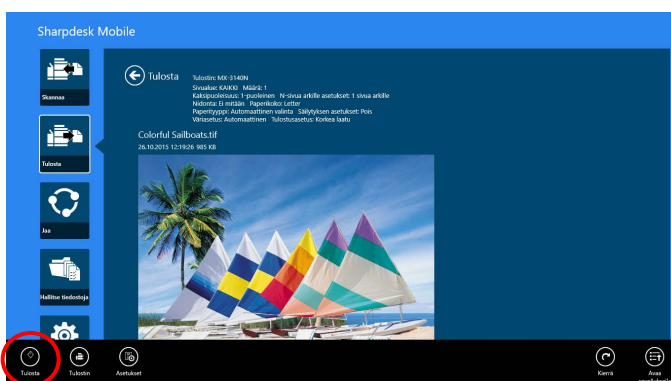 Sharpdesk Mobile
Skannaa
Tulosta
Jaa
Hallitse tiedostoja
Tulosta
Tulostin: MX-3140N
Sivualue: KAIKKI Määrä: 1
Kaksipuoleisuus: 1-puoleinen N-sivua arkille asetukset: 1 sivua arkille
Nidonta: Ei mitään Paperikoko: Letter
Paperityyppi: Automaattinen valinta Säilytyksen asetukset: Pois
Väriasetus: Automaattinen Tulostusasetus: Korkea laatu
Colorful Sailboats.tif
26.10.2015 12:19:26 985 KB
Tulosta
Tulostin
Asetukset
Kierrä
Avaa